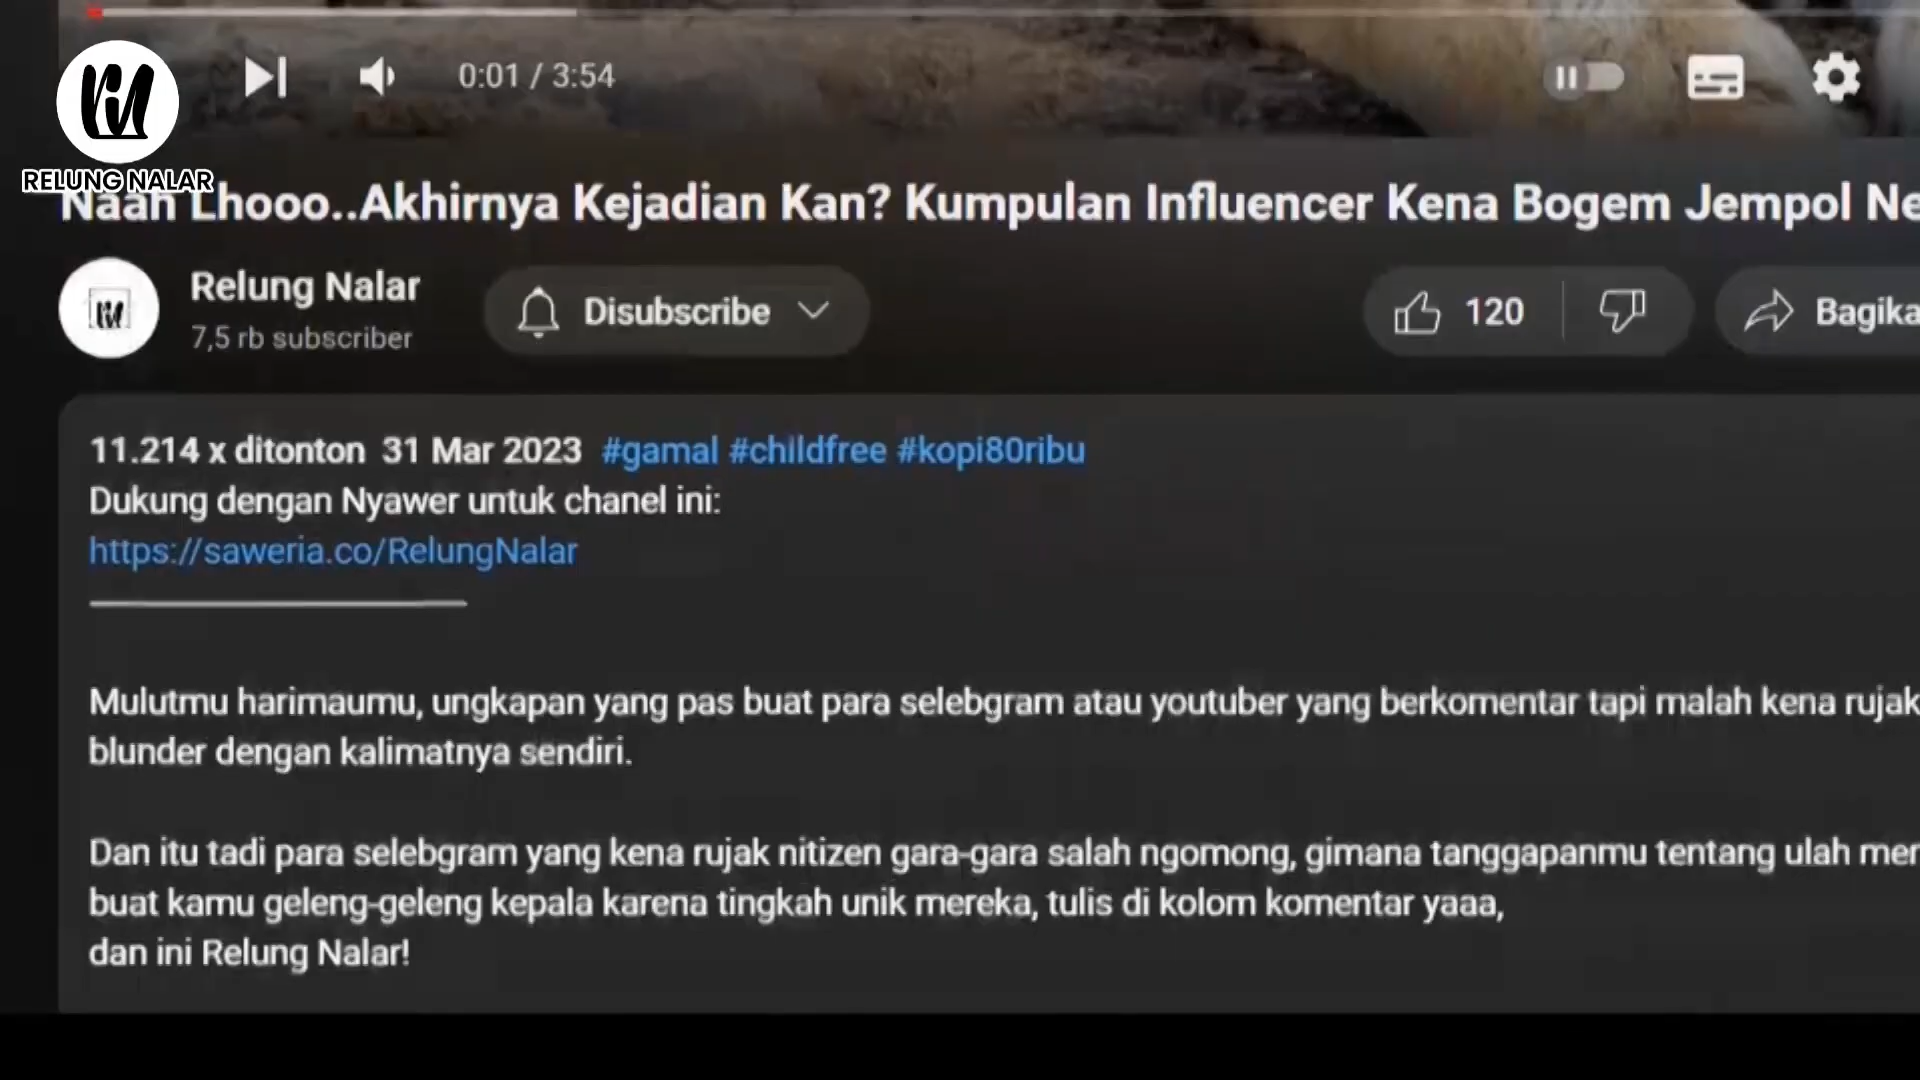 0:01 / 3:54
RELUNG NALAR
Naah Lhooo..Akhirnya Kejadian Kan? Kumpulan Influencer Kena Bogem Jempol
Relung Nalar
7,5 rb subscriber
Disubscribe
120
11.214 x ditonton 31 Mar 2023 #gamal #childfree #kopi80ribu
Dukung dengan Nyawer untuk chanel ini:
https://saweria.co/RelungNalar
Mulutmu harimaumu, ungkapan yang pas buat para selebgram atau youtuber yang berkomentar tapi malah kena rujak
blunder dengan kalimatnya sendiri.
Dan itu tadi para selebgram yang kena rujak nitizen gara-gara salah ngomong, gimana tanggapanmu tentang ulah
buat kamu geleng-geleng kepala karena tingkah unik mereka, tulis di kolom komentar yaaa,
dan ini Relung Nalar!